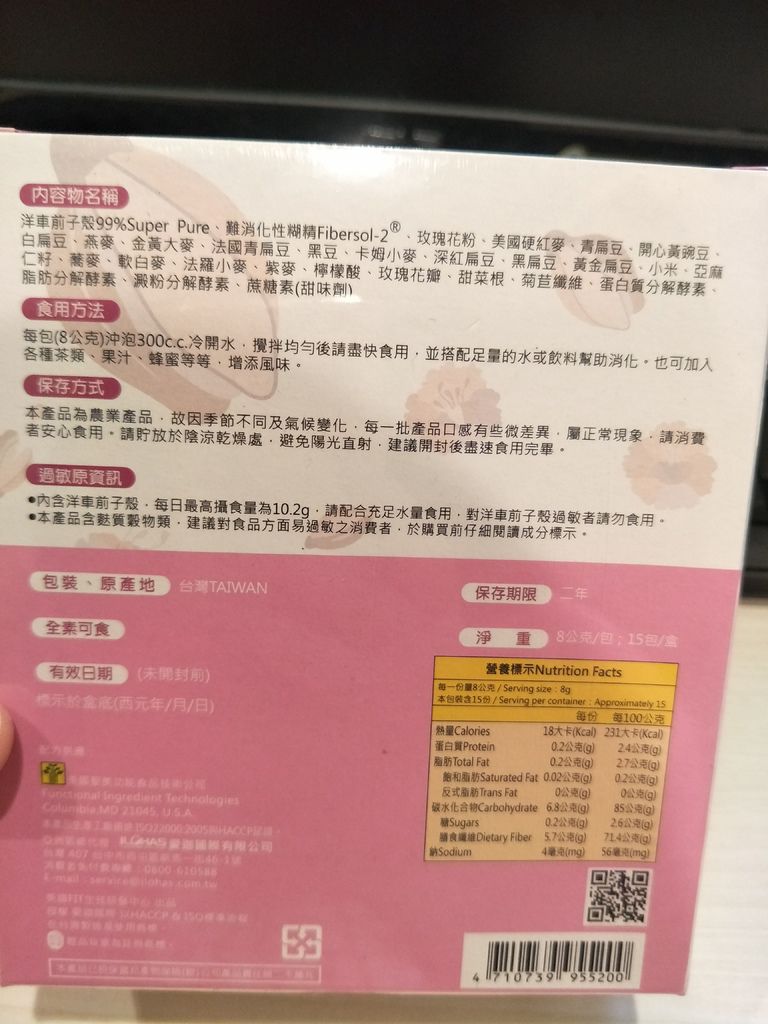 內容物名稱
洋車前子殼99%Super Pure、難消化性糊精Fibersol-2®、玫瑰花粉、美國硬紅麥、青扁豆、開心黃豌豆、
白扁豆、燕麥、金黃大麥、法國青扁豆、黑豆、卡姆小麥、深紅扁豆、黑扁豆、黃金扁豆、小米、亞麻
仁籽、蕎麥、軟白麥、法羅小麥、紫麥、檸檬酸、玫瑰花瓣、甜菜根、菊苣纖維、蛋白質分解酵素、
脂肪分解酵素、澱粉分解酵素、蔗糖素(甜味劑)
食用方法
每包(8公克)沖泡300c.c.冷開水，攪拌均勻後請盡快食用，並搭配足量的水或飲料幫助消化。也可加入
各種茶類、果汁、蜂蜜等等，增添風味。
保存方式
本產品為農業產品，故因季節不同及氣候變化，每一批產品口感有些微差異，屬正常現象，請消費
者安心食用。請貯放於陰涼乾燥處，避免陽光直射，建議開封後盡速食用完畢。
過敏原資訊
•內含洋車前子殼，每日最高攝食量為10.2g，請配合充足水量食用，對洋車前子殼過敏者請勿食用。
•本產品含麩質穀物類，建議對食品方面易過敏之消費者，於購買前仔細閱讀成分標示。
包裝、原產地 台灣TAIWAN
全素可食
有效日期 (未開封前)
標示於盒底(西元年/月/日)
保存期限 二年
淨 重 8公克/包；15包/盒
營養標示Nutrition Facts
每一份量8公克 / Serving size : 8g
本包裝含15份 / Serving per container : Approximately 15
每份 每100公克
熱量Calories 18大卡(Kcal) 231大卡(Kcal)
蛋白質Protein 0.2公克(g) 2.4公克(g)
脂肪Total Fat 0.2公克(g) 2.7公克(g)
飽和脂肪Saturated Fat 0.02公克(g) 0.2公克(g)
反式脂肪Trans Fat 0公克(g) 0公克(g)
碳水化合物Carbohydrate 6.8公克(g) 85公克(g)
糖Sugars 0.2公克(g) 2.6公克(g)
膳食纖維Dietary Fiber 5.7公克(g) 71.4公克(g)
鈉Sodium 4毫克(mg) 56毫克(mg)
Functional Ingredient Technologies
Columbia,MD 21045, U.S.A.
ILOHAS 愛迦國際有限公司
0800-610588
E-mail : service@ilohas.com.tw
4 710739 955200